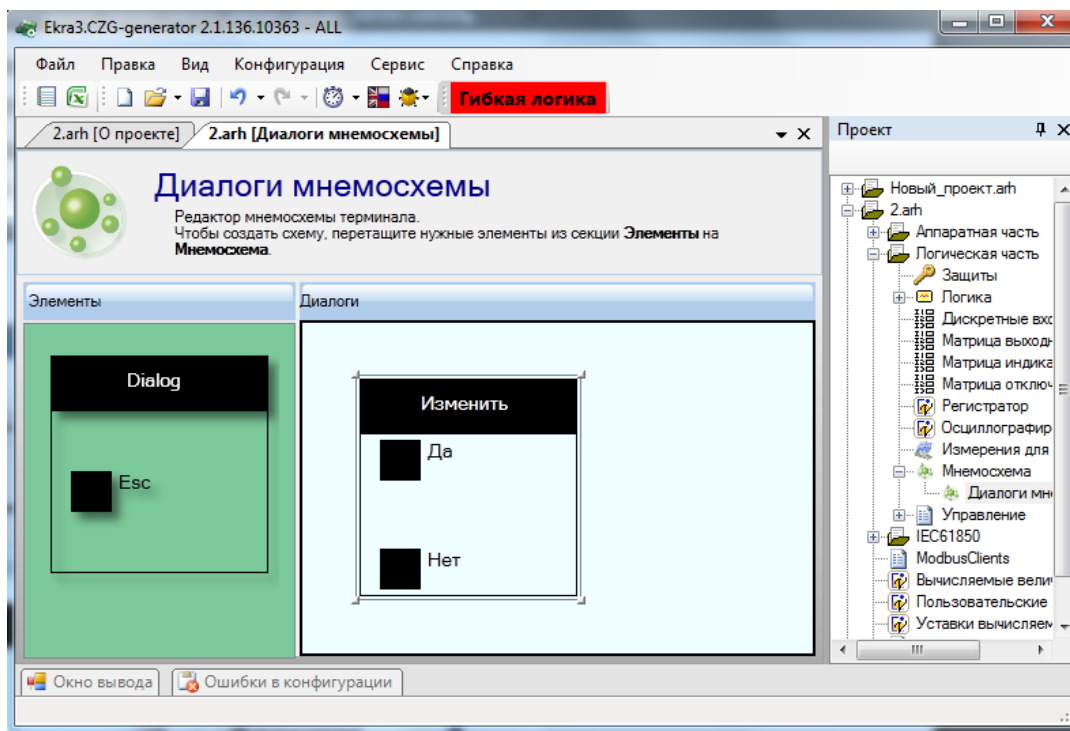 Ekra3.CZG-generator 2.1.136.10363 - ALL
Файл Правка Вид Конфигурация Сервис Справка
Гибкая логика
2.arh [О проекте] 2.arh [Диалоги мнемосхемы]
Диалоги мнемосхемы
Редактор мнемосхемы терминала.
Чтобы создать схему, перетащите нужные элементы из секции Элементы на
Мнемосхема.
Элементы
Dialog
Esc
Диалоги
Изменить
Да
Нет
Проект
Новый_проект.arh
2.arh
Аппаратная часть
Логическая часть
Защиты
Логика
Дискретные вхо
Матрица выходн
Матрица индика
Матрица отключ
Регистратор
Осциллографир
Измерения для
Мнемосхема
Диалоги мне
Управление
IEC61850
ModbusClients
Вычисляемые велич
Пользовательские
Уставки вычисляем
Окно вывода Ошибки в конфигурации